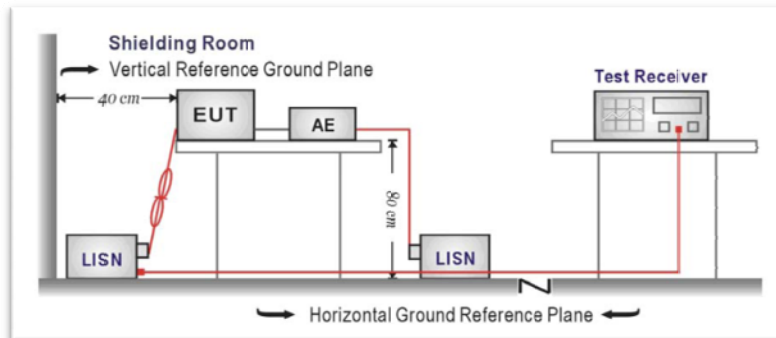 Shielding Room
Vertical Reference Ground Plane
Test Receiver
40 cm
EUT
AE
80 cm
LISN
LISN
Horizontal Ground Reference Plane